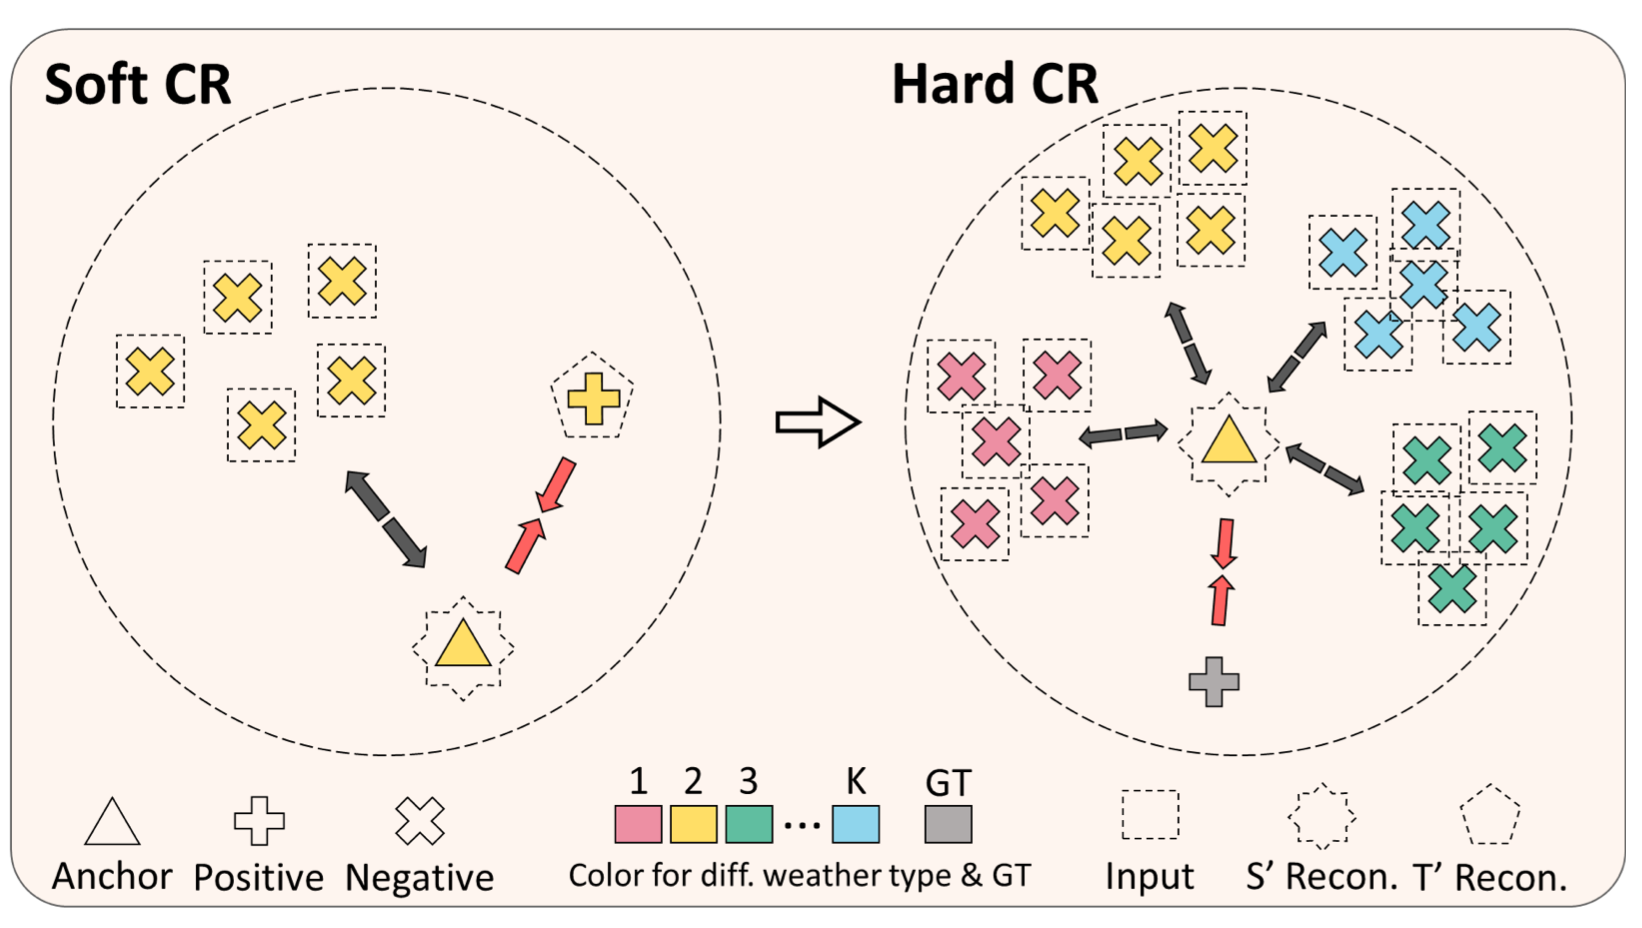 Soft CR
Hard CR
1 2 3 ... K GT
Anchor Positive Negative
Color for diff. weather type & GT
Input S' Recon. T' Recon.